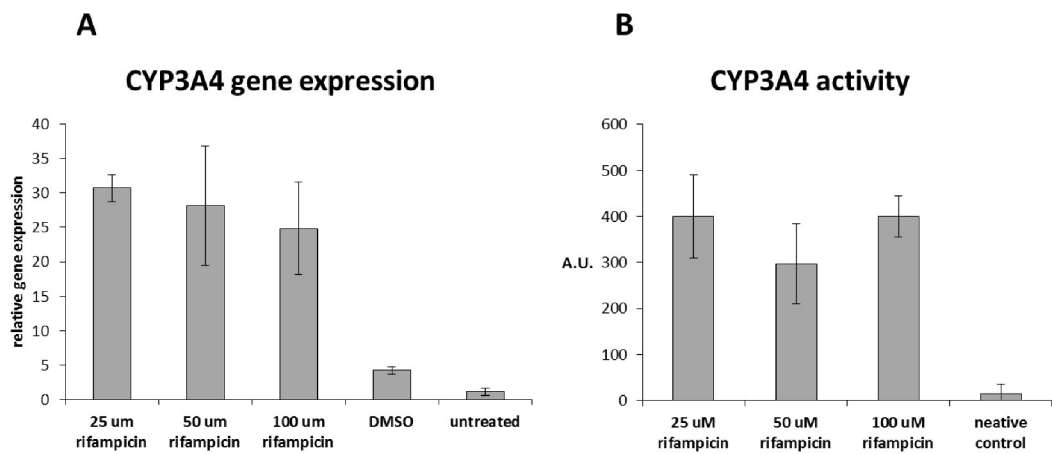 A
CYP3A4 gene expression
relative gene expression
40
35
30
25
20
15
10
5
0
25 um
rifampicin
50 um
rifampicin
100 um
rifampicin
DMSO
untreated
B
CYP3A4 activity
A.U.
600
500
400
300
200
100
0
25 uM
rifampicin
50 uM
rifampicin
100 uM
rifampicin
neative
control